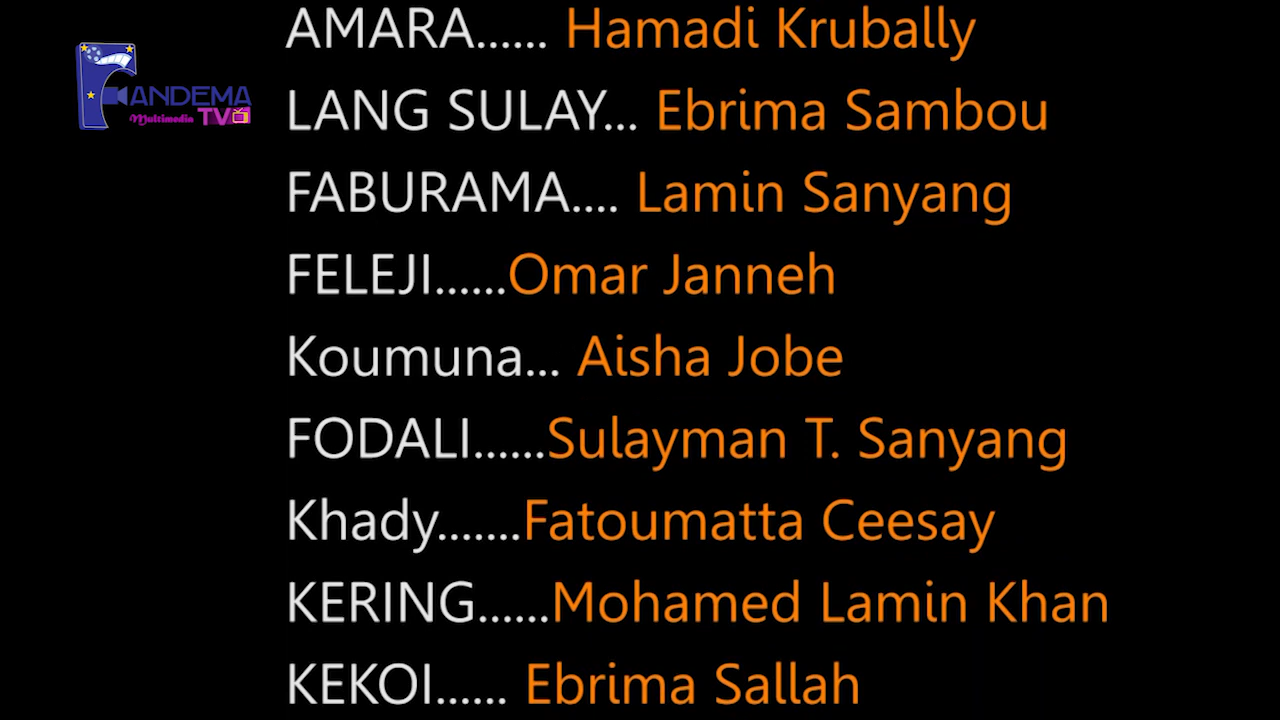 AMARA...... Hamadi Krubally
FANDEMA
Multimedia TV
LANG SULAY... Ebrima Sambou
FABURAMA.... Lamin Sanyang
FELEJI......Omar Janneh
Koumuna... Aisha Jobe
FODALI......Sulayman T. Sanyang
Khady.......Fatoumatta Ceesay
KERING......Mohamed Lamin Khan
KEKOI...... Ebrima Sallah